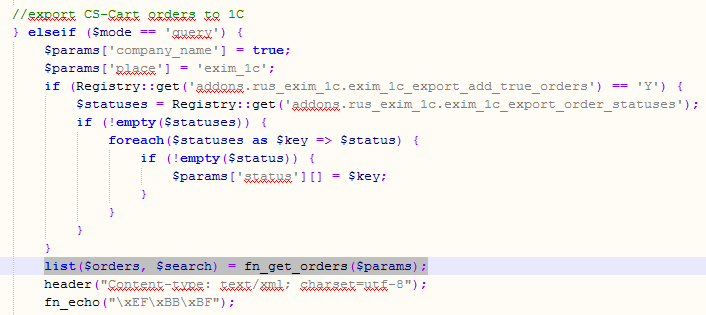 //export CS-Cart orders to 1C
} elseif ($mode == 'query') {
$params['company_name'] = true;
$params['place'] = 'exim_1c';
if (Registry::get('addons.rus_exim_1c.exim_1c_export_add_true_orders') == 'Y') {
$statuses = Registry::get('addons.rus_exim_1c.exim_1c_export_order_statuses');
if (!empty($statuses)) {
foreach($statuses as $key => $status) {
if (!empty($status)) {
$params['status'][] = $key;
}
}
}
}
list($orders, $search) = fn_get_orders($params);
header("Content-type: text/xml; charset=utf-8");
fn_echo("\xEF\xBB\xBF");